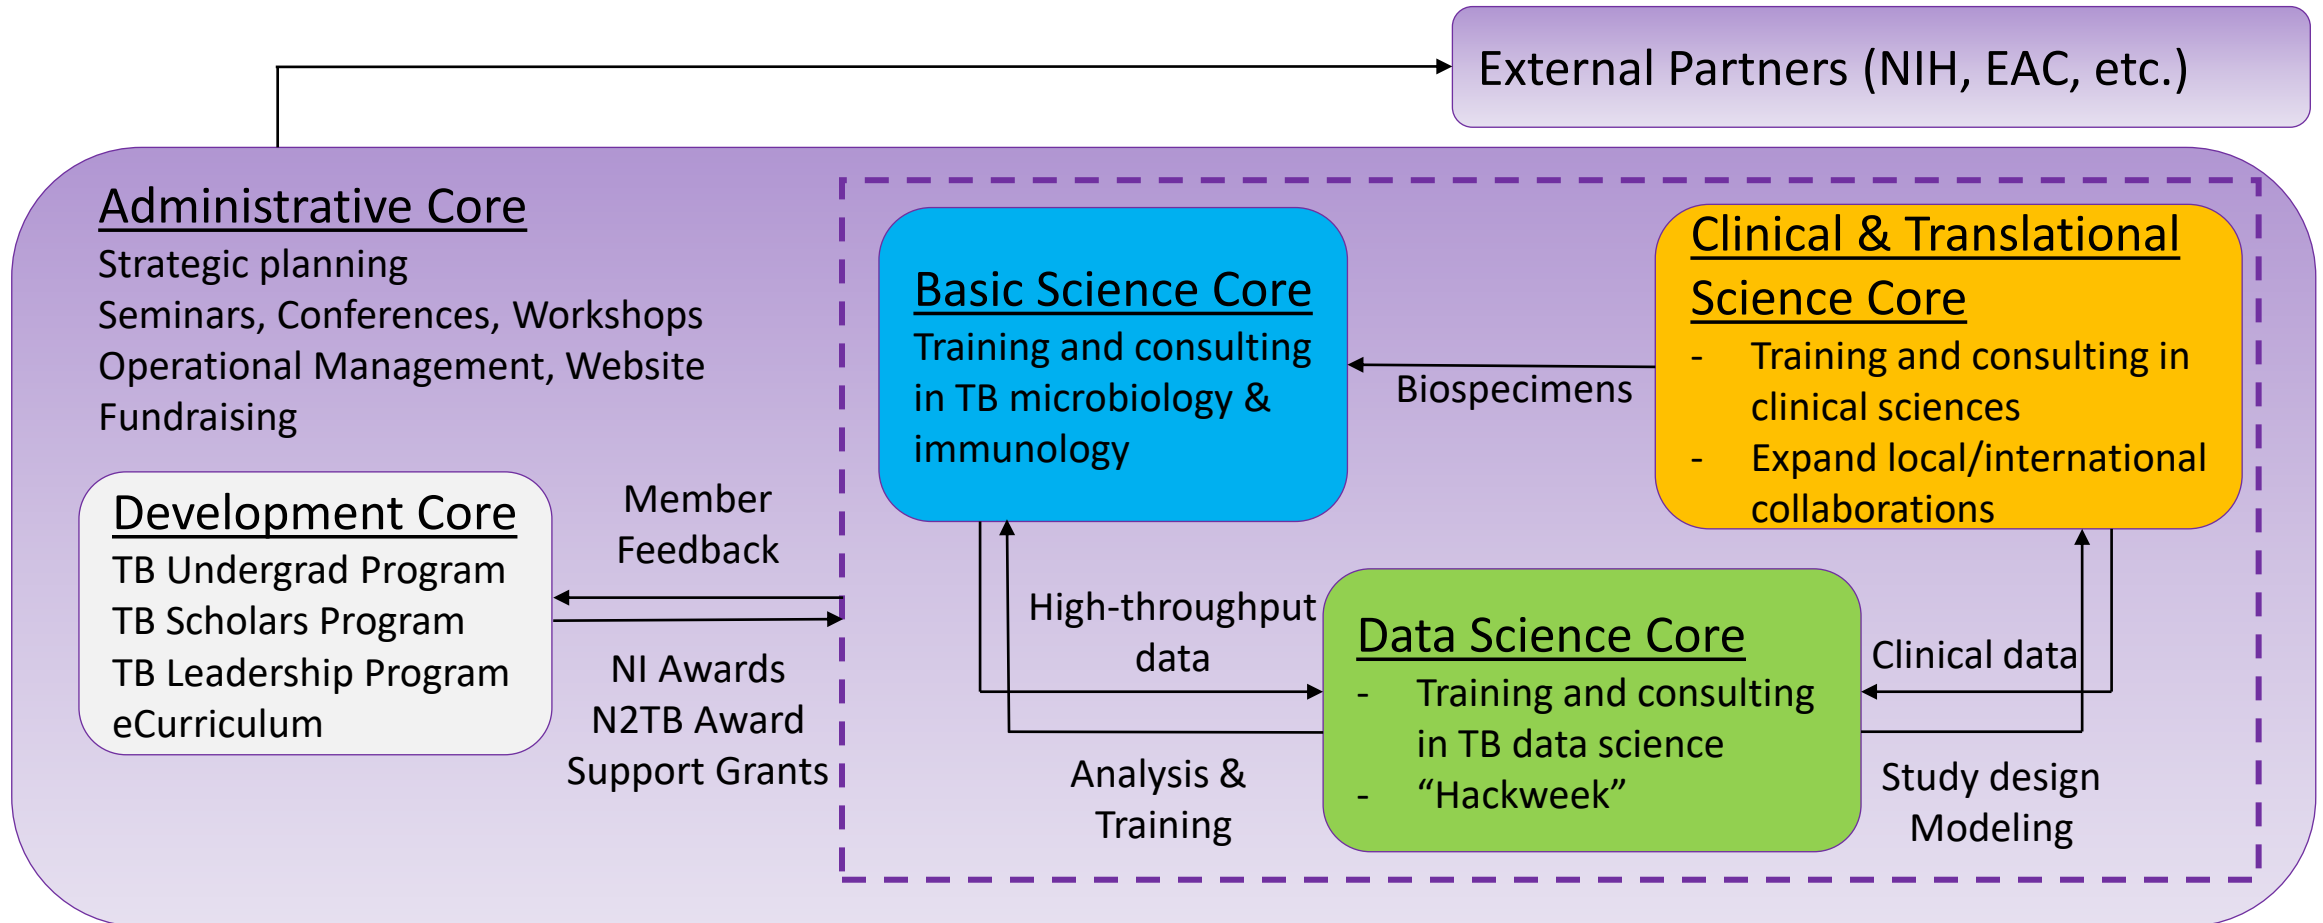 External Partners (NIH, EAC, etc.)
Administrative Core
Strategic planning
Seminars, Conferences, Workshops
Operational Management, Website
Fundraising
Development Core
TB Undergrad Program
TB Scholars Program
TB Leadership Program
eCurriculum
Member
Feedback
NI Awards
N2TB Award
Support Grants
Basic Science Core
Training and consulting
in TB microbiology &
immunology
Biospecimens
Clinical & Translational
Science Core
- Training and consulting in
clinical sciences
- Expand local/international
collaborations
High-throughput
data
Analysis &
Training
Data Science Core
- Training and consulting
in TB data science
- “Hackweek”
Clinical data
Study design
Modeling